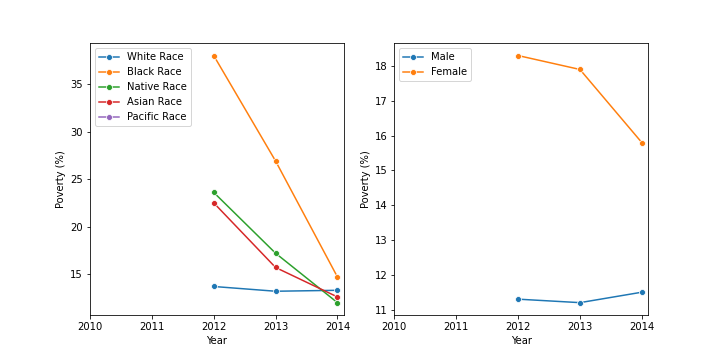 White Race
Black Race
Native Race
Asian Race
Pacific Race
Poverty (%)
35
30
25
20
15
2010 2011 2012 2013 2014
Year
Male
Female
Poverty (%)
18
17
16
15
14
13
12
11
2010 2011 2012 2013 2014
Year